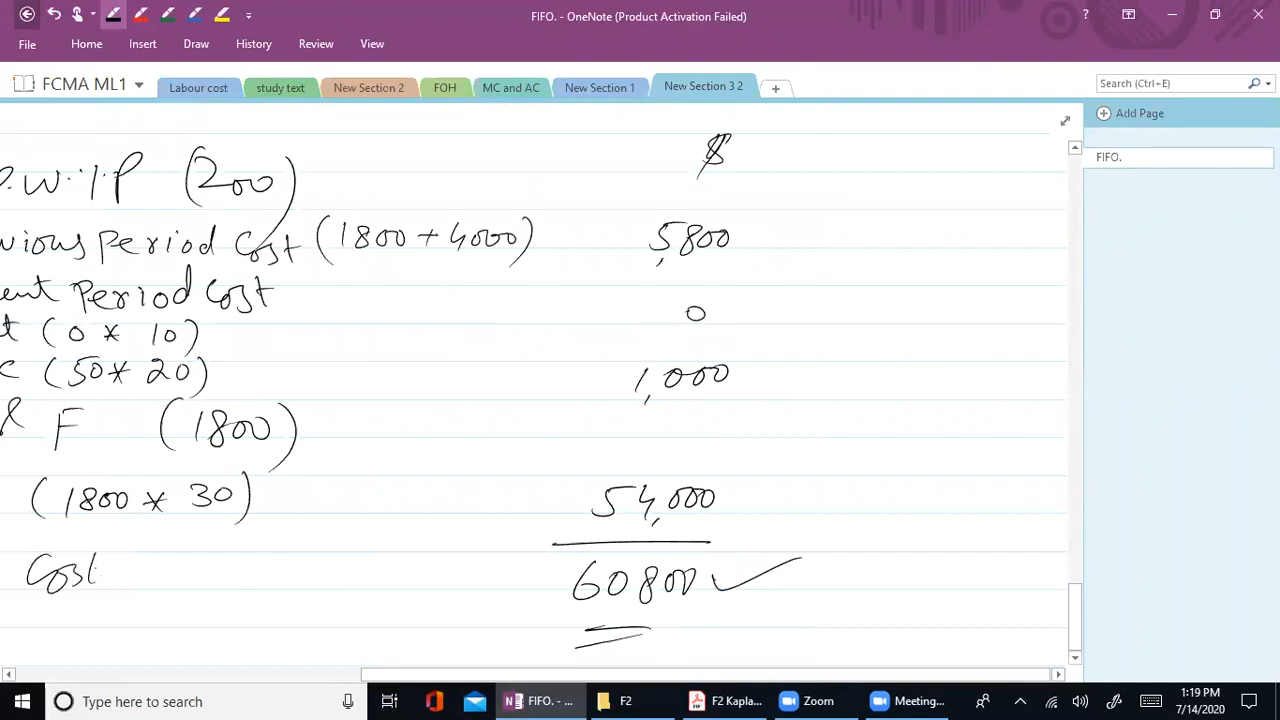 FIFO. - OneNote (Product Activation Failed)
File Home Insert Draw History Review View
FCMA ML1
Labour cost study text New Section 2 FOH MC and AC New Section 1 New Section 3 2
Search (Ctrl+E)
Add Page
FIFO.
$
.W.I.P (200)
vious Period Cost (1800 + 4000) 5,800
ent Period Cost
t (0 * 10) 0
c (50 * 20) 1,000
& F (1800)
(1800 * 30) 54,000
Cost 60800
Type here to search
FIFO. - ... F2 F2 Kapla... Zoom Meeting...
1:19 PM
7/14/2020